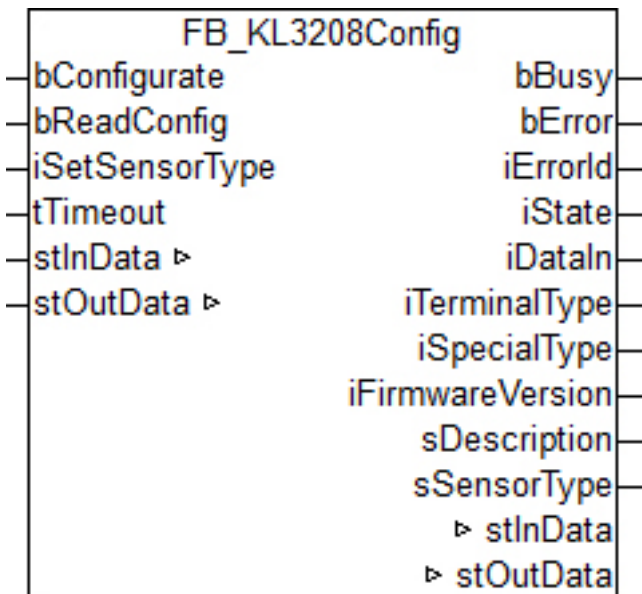 FB_KL3208Config
bConfigurate bBusy
bReadConfig bError
iSetSensorType iErrorId
tTimeout iState
stInData ▹ iDataIn
stOutData ▹ iTerminalType
iSpecialType
iFirmwareVersion
sDescription
sSensorType
▹ stInData
▹ stOutData